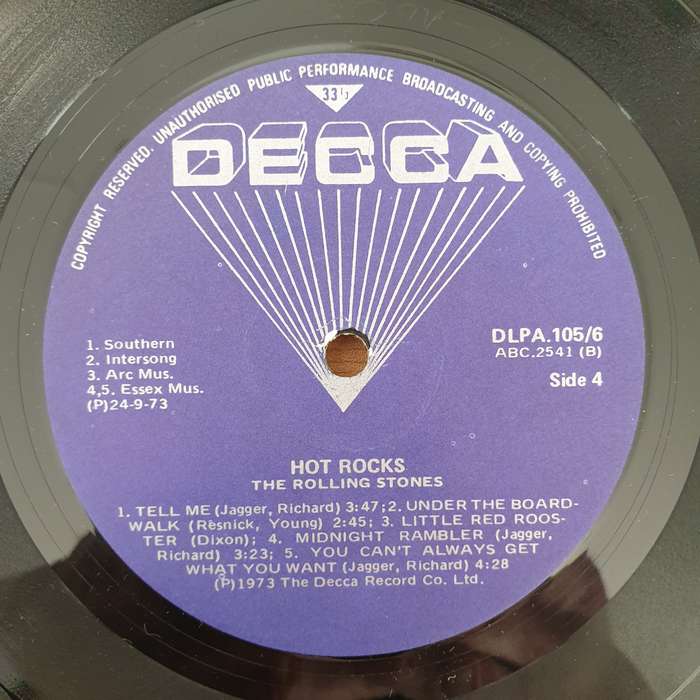 COPYRIGHT RESERVED. UNAUTHORISED PUBLIC PERFORMANCE BROADCASTING AND COPYING PROHIBITED
33⅓
DECCA
1. Southern
2. Intersong
3. Arc Mus.
4,5. Essex Mus.
(P)24-9-73
DLPA.105/6
ABC.2541 (B)
Side 4
HOT ROCKS
THE ROLLING STONES
1. TELL ME (Jagger, Richard) 3:47; 2. UNDER THE BOARD-
WALK (Resnick, Young) 2:45; 3. LITTLE RED ROOS-
TER (Dixon); 4. MIDNIGHT RAMBLER (Jagger,
Richard) 3:23; 5. YOU CAN'T ALWAYS GET
WHAT YOU WANT (Jagger, Richard) 4:28
(P)1973 The Decca Record Co. Ltd.